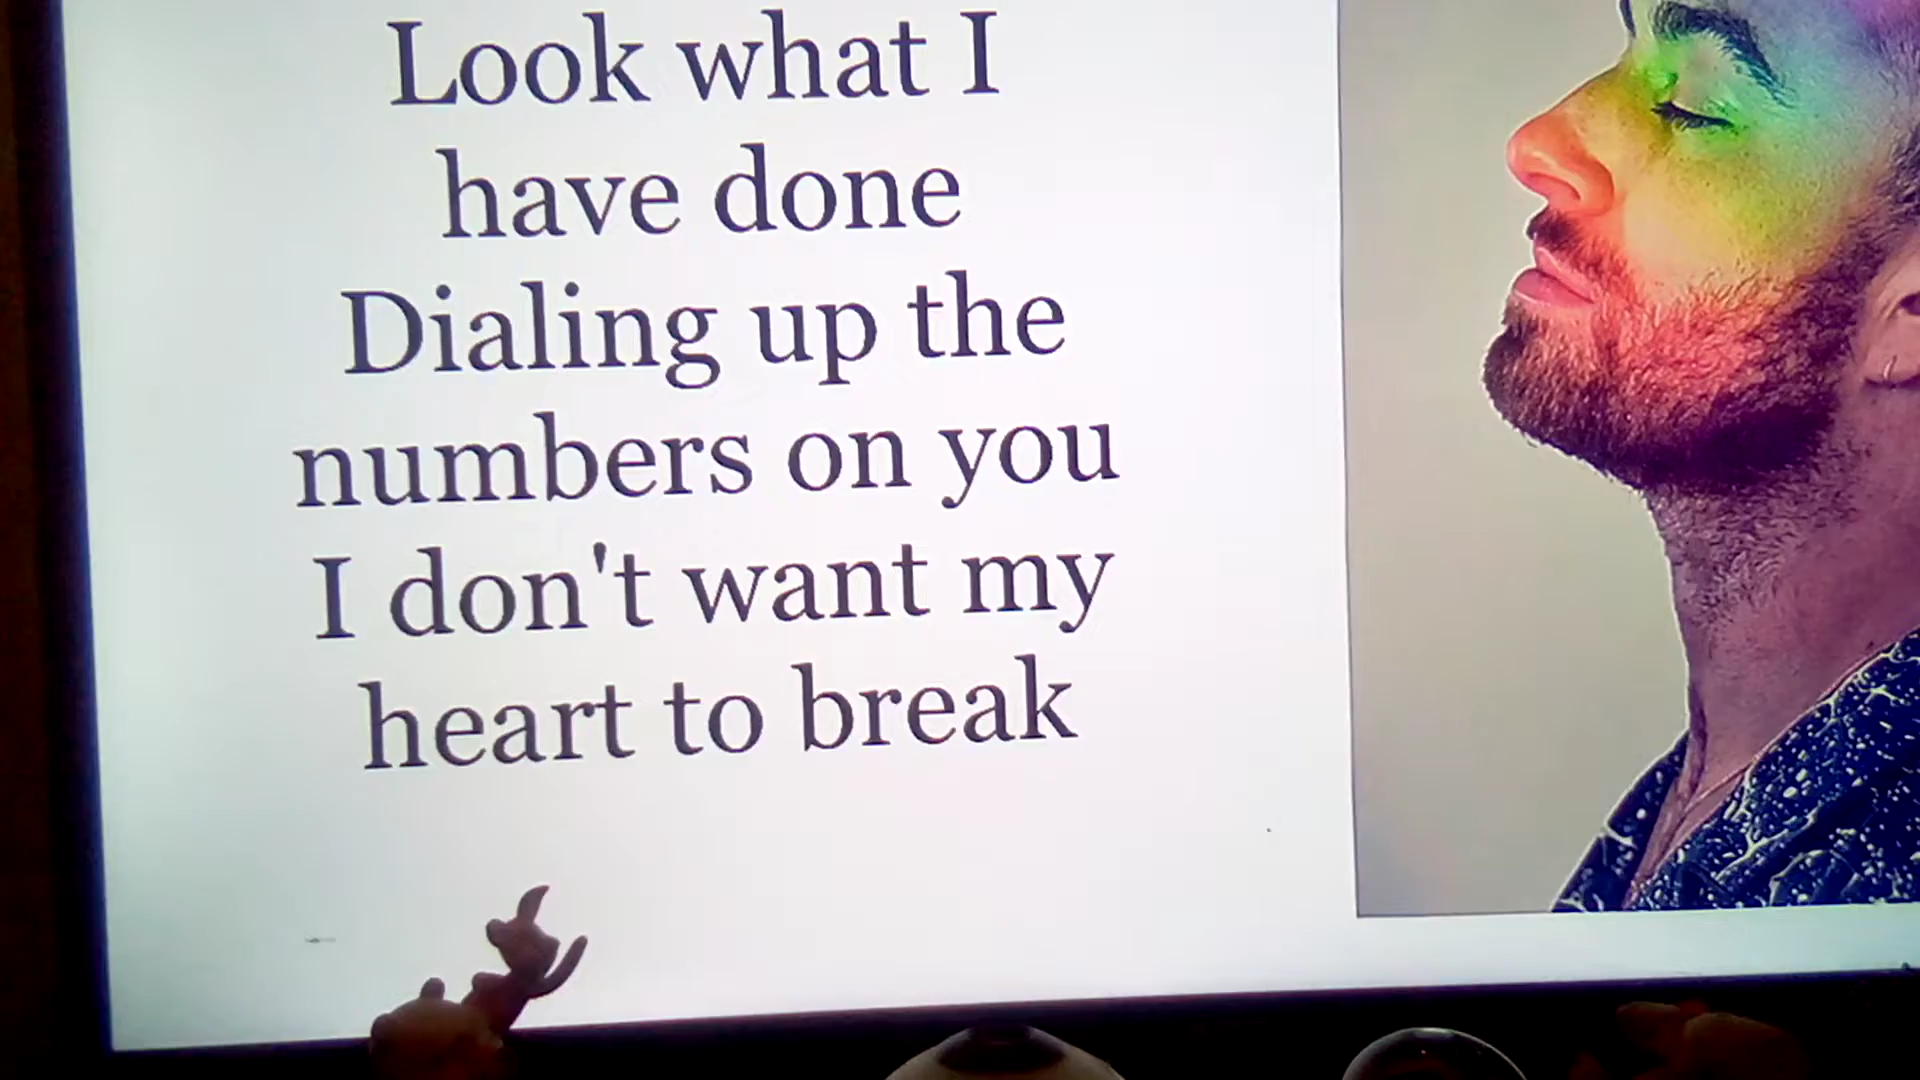 Look what I
have done
Dialing up the
numbers on you
I don't want my
heart to break